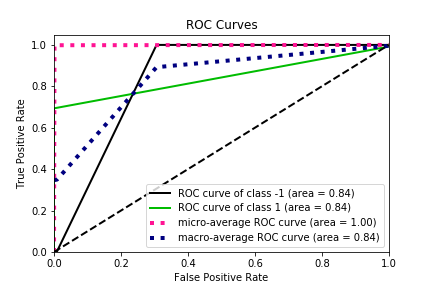 ROC Curves
True Positive Rate
1.0
0.8
0.6
0.4
0.2
0.0
ROC curve of class -1 (area = 0.84)
ROC curve of class 1 (area = 0.84)
micro-average ROC curve (area = 1.00)
macro-average ROC curve (area = 0.84)
0.0 0.2 0.4 0.6 0.8 1.0
False Positive Rate